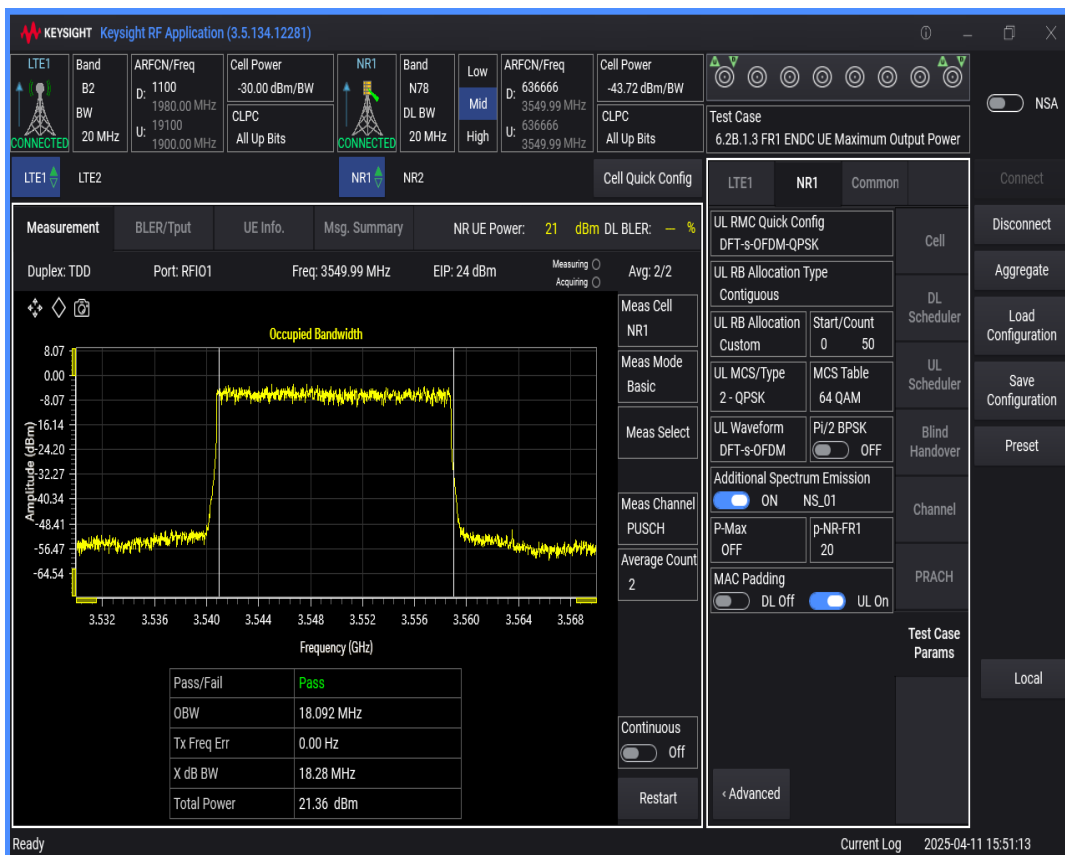 KEYSIGHT Keysight RF Application (3.5.134.12281)
LTE1
CONNECTED
Band
B2
BW
20 MHz
ARFCN/Freq
D: 1100
1980.00 MHz
U: 19100
1900.00 MHz
Cell Power
-30.00 dBm/BW
CLPC
All Up Bits
NR1
CONNECTED
Band
N78
DL BW
20 MHz
Low
Mid
High
ARFCN/Freq
D: 636666
3549.99 MHz
U: 636666
3549.99 MHz
Cell Power
-43.72 dBm/BW
CLPC
All Up Bits
Test Case
6.2B.1.3 FR1 ENDC UE Maximum Output Power
NSA
LTE1 LTE2 NR1 NR2 Cell Quick Config
Measurement BLER/Tput UE Info. Msg. Summary NR UE Power: 21 dBm DL BLER: — %
Duplex: TDD Port: RFIO1 Freq: 3549.99 MHz EIP: 24 dBm Measuring Avg: 2/2
Acquiring
Occupied Bandwidth
Amplitude (dBm)
8.07
0.00
-8.07
-16.14
-24.20
-32.27
-40.34
-48.41
-56.47
-64.54
3.532 3.536 3.540 3.544 3.548 3.552 3.556 3.560 3.564 3.568
Frequency (GHz)
Pass/Fail Pass
OBW 18.092 MHz
Tx Freq Err 0.00 Hz
X dB BW 18.28 MHz
Total Power 21.36 dBm
Meas Cell
NR1
Meas Mode
Basic
Meas Select
Meas Channel
PUSCH
Average Count
2
Continuous
Off
Restart
LTE1 NR1 Common
UL RMC Quick Config
DFT-s-OFDM-QPSK
UL RB Allocation Type
Contiguous
UL RB Allocation Start/Count
Custom 0 50
UL MCS/Type MCS Table
2 - QPSK 64 QAM
UL Waveform Pi/2 BPSK
DFT-s-OFDM OFF
Additional Spectrum Emission
ON NS_01
P-Max p-NR-FR1
OFF 20
MAC Padding
DL Off UL On
‹ Advanced
Cell
DL
Scheduler
UL
Scheduler
Blind
Handover
Channel
PRACH
Test Case
Params
Connect
Disconnect
Aggregate
Load
Configuration
Save
Configuration
Preset
Local
Ready Current Log 2025-04-11 15:51:13